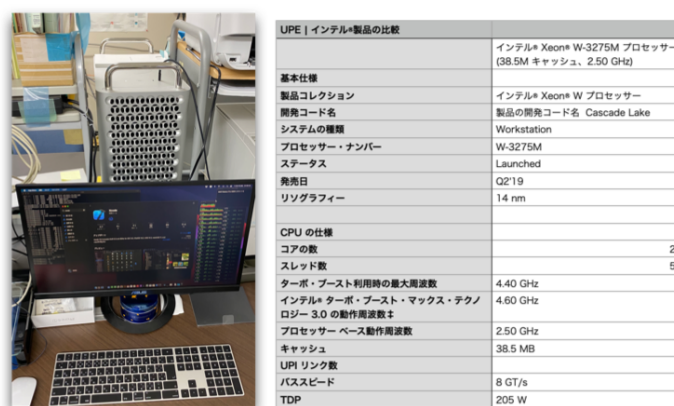 UPE | インテル®製品の比較
インテル® Xeon® W-3275M プロセッサー
(38.5M キャッシュ、2.50 GHz)
基本仕様
製品コレクション インテル® Xeon® W プロセッサー
開発コード名 製品の開発コード名 Cascade Lake
システムの種類 Workstation
プロセッサー・ナンバー W-3275M
ステータス Launched
発売日 Q2'19
リソグラフィー 14 nm
CPU の仕様
コアの数 2
スレッド数 5
ターボ・ブースト利用時の最大周波数 4.40 GHz
インテル® ターボ・ブースト・マックス・テクノ 4.60 GHz
ロジー 3.0 の動作周波数‡
プロセッサー ベース動作周波数 2.50 GHz
キャッシュ 38.5 MB
UPI リンク数
バススピード 8 GT/s
TDP 205 W